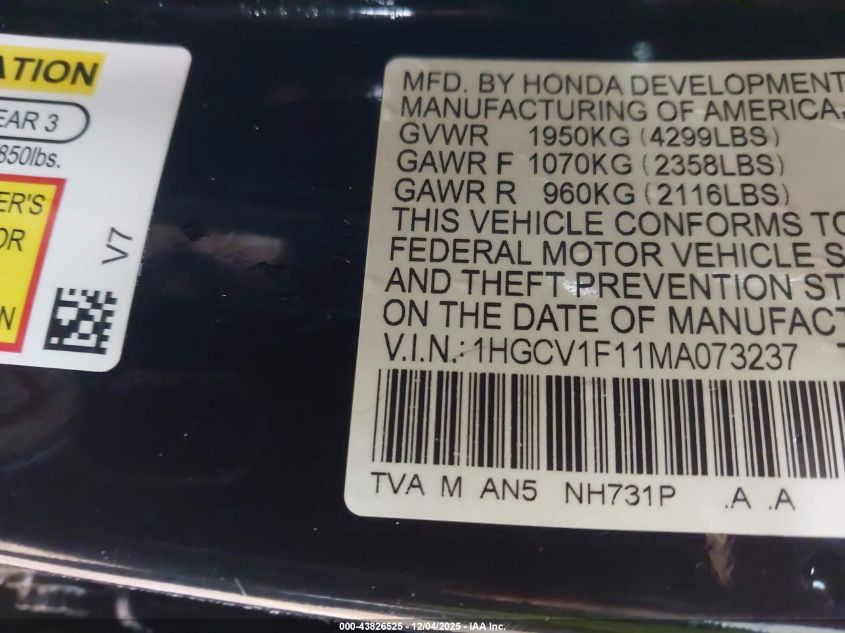 ATION
EAR 3
850lbs.
ER'S
OR
N
V7
MFD. BY HONDA DEVELOPMENT
MANUFACTURING OF AMERICA,
GVWR 1950KG (4299LBS)
GAWR F 1070KG (2358LBS)
GAWR R 960KG (2116LBS)
THIS VEHICLE CONFORMS TO
FEDERAL MOTOR VEHICLE S
AND THEFT PREVENTION ST
ON THE DATE OF MANUFACT
V.I.N.: 1HGCV1F11MA073237 T
TVA M AN5 NH731P .A .A
000-43826525 - 12/04/2025 - IAA Inc.